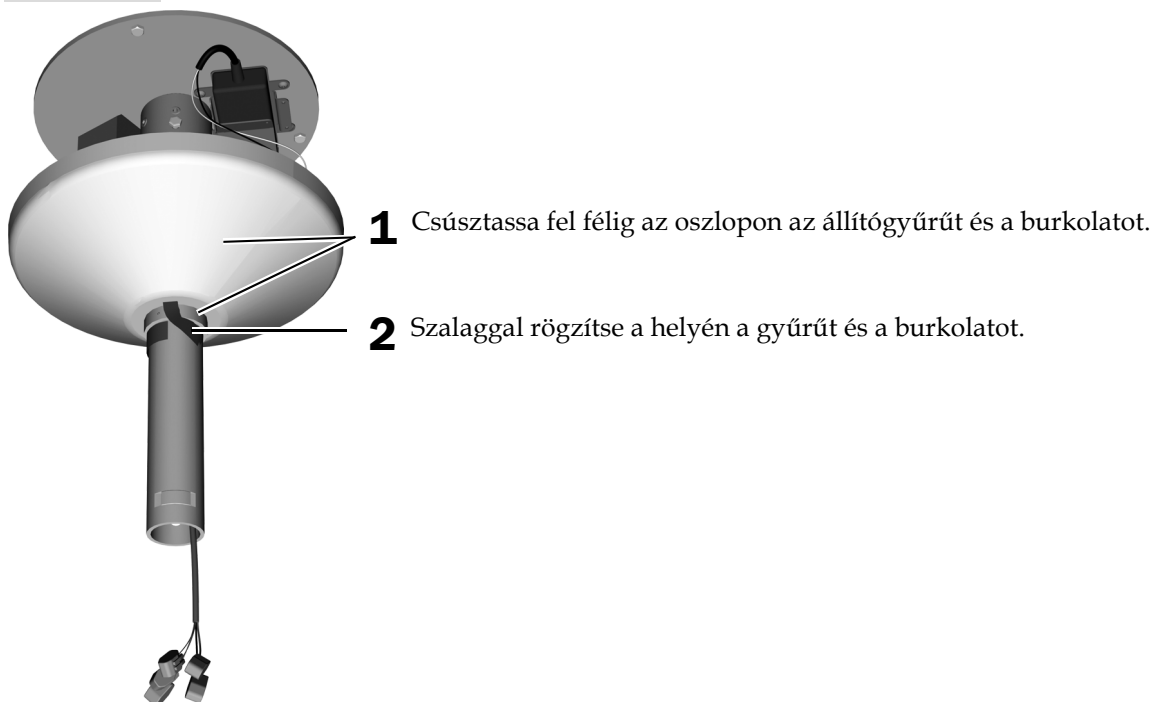 1 Csúsztassa fel félig az oszlopon az állítógyűrűt és a burkolatot.
2 Szalaggal rögzítse a helyén a gyűrűt és a burkolatot.